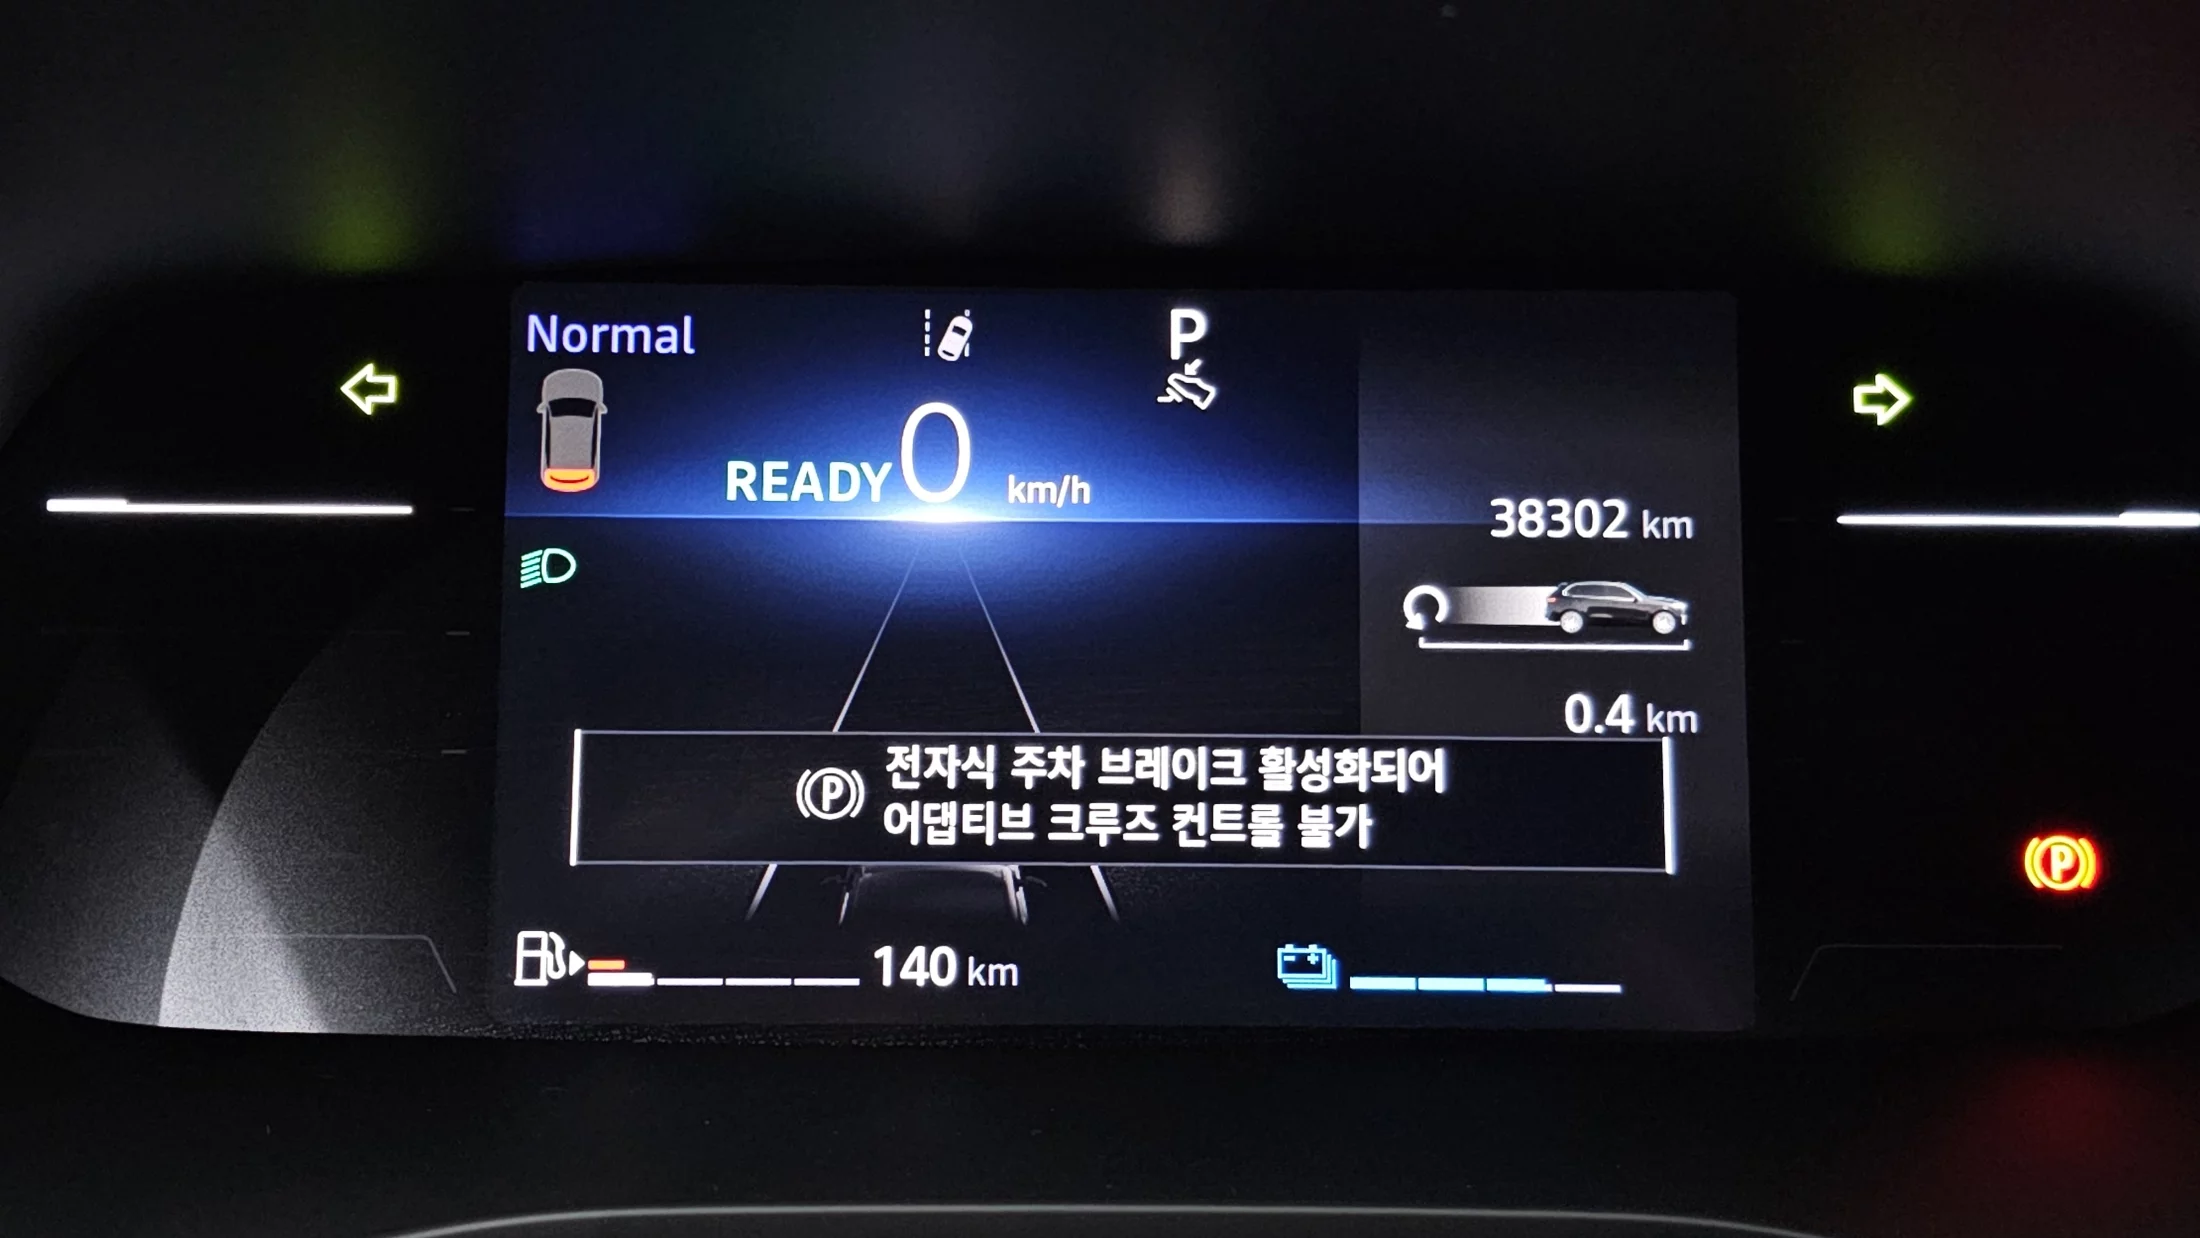 Normal
P
READY 0 km/h
38302 km
0.4 km
전자식 주차 브레이크 활성화되어
어댑티브 크루즈 컨트롤 불가
140 km